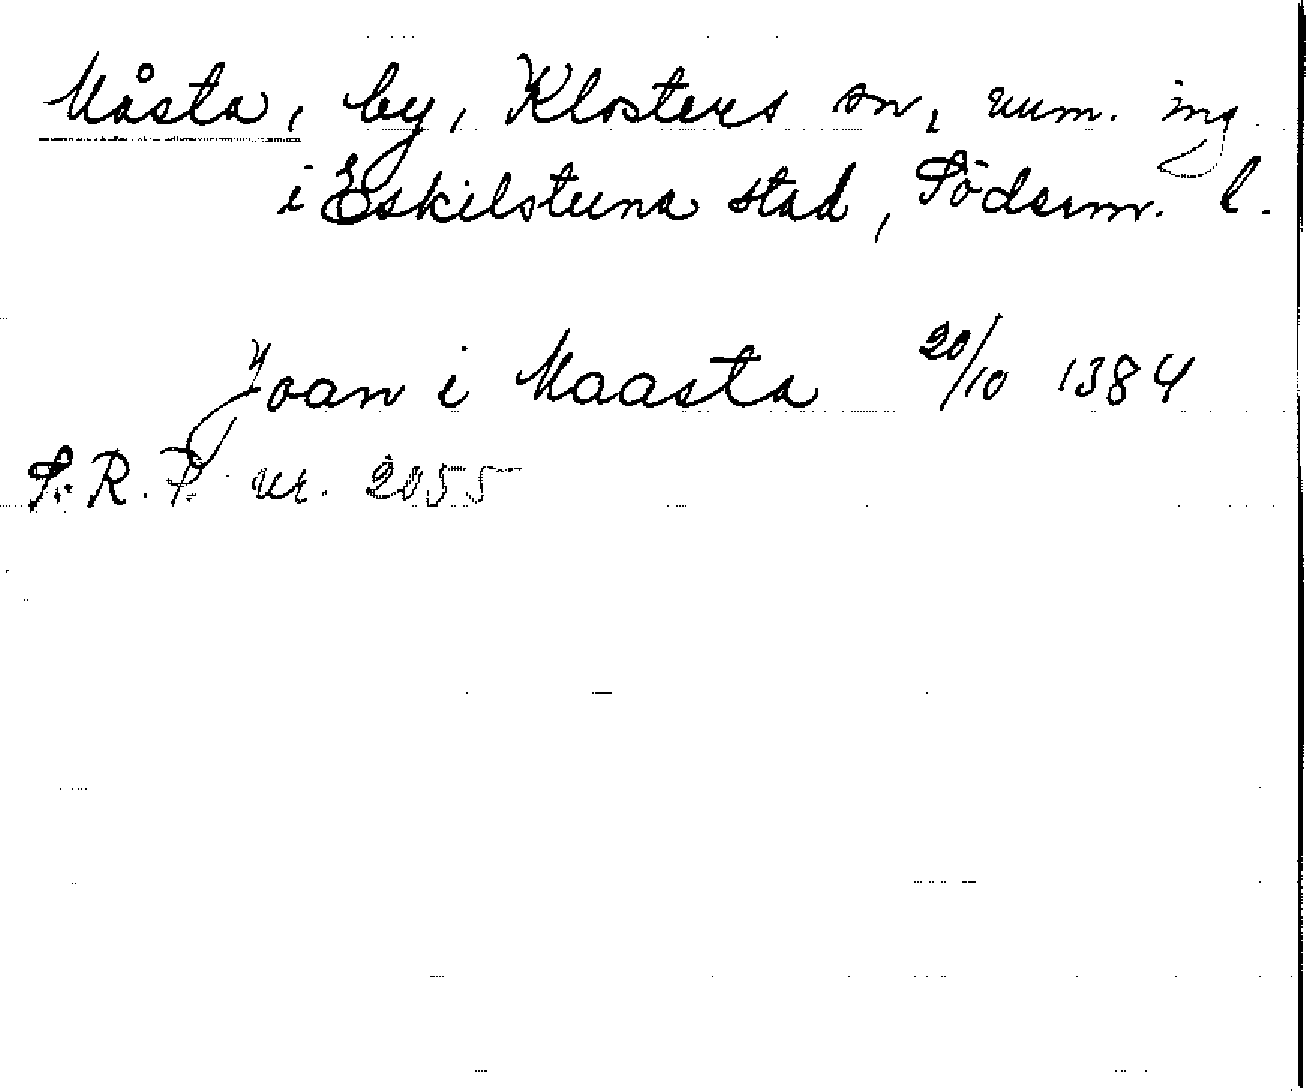 Måsta, by, Klosters sn, num. ing
i Eskilstuna stad, Söderm. l.
Joan i Maasta 20/10 1384
S.R.P. nr. 2055